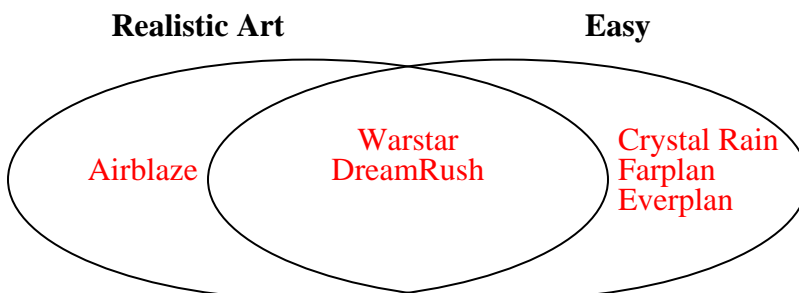 Realistic Art
Easy
Airblaze
Warstar
DreamRush
Crystal Rain
Farplan
Everplan